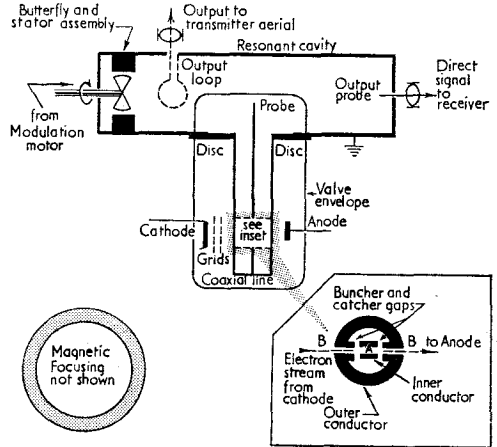 Butterfly and
stator assembly
Output to
transmitter aerial
Resonant cavity
Output
loop
Output
probe
Direct
signal
to
receiver
from
Modulation
motor
Probe
Disc
Disc
Valve
envelope
Cathode
Grids
see
inset
Anode
Coaxial line
Magnetic
Focusing
not shown
Buncher and
catcher gaps
B
A
B
to Anode
Electron
stream
from
cathode
Inner
conductor
Outer
conductor